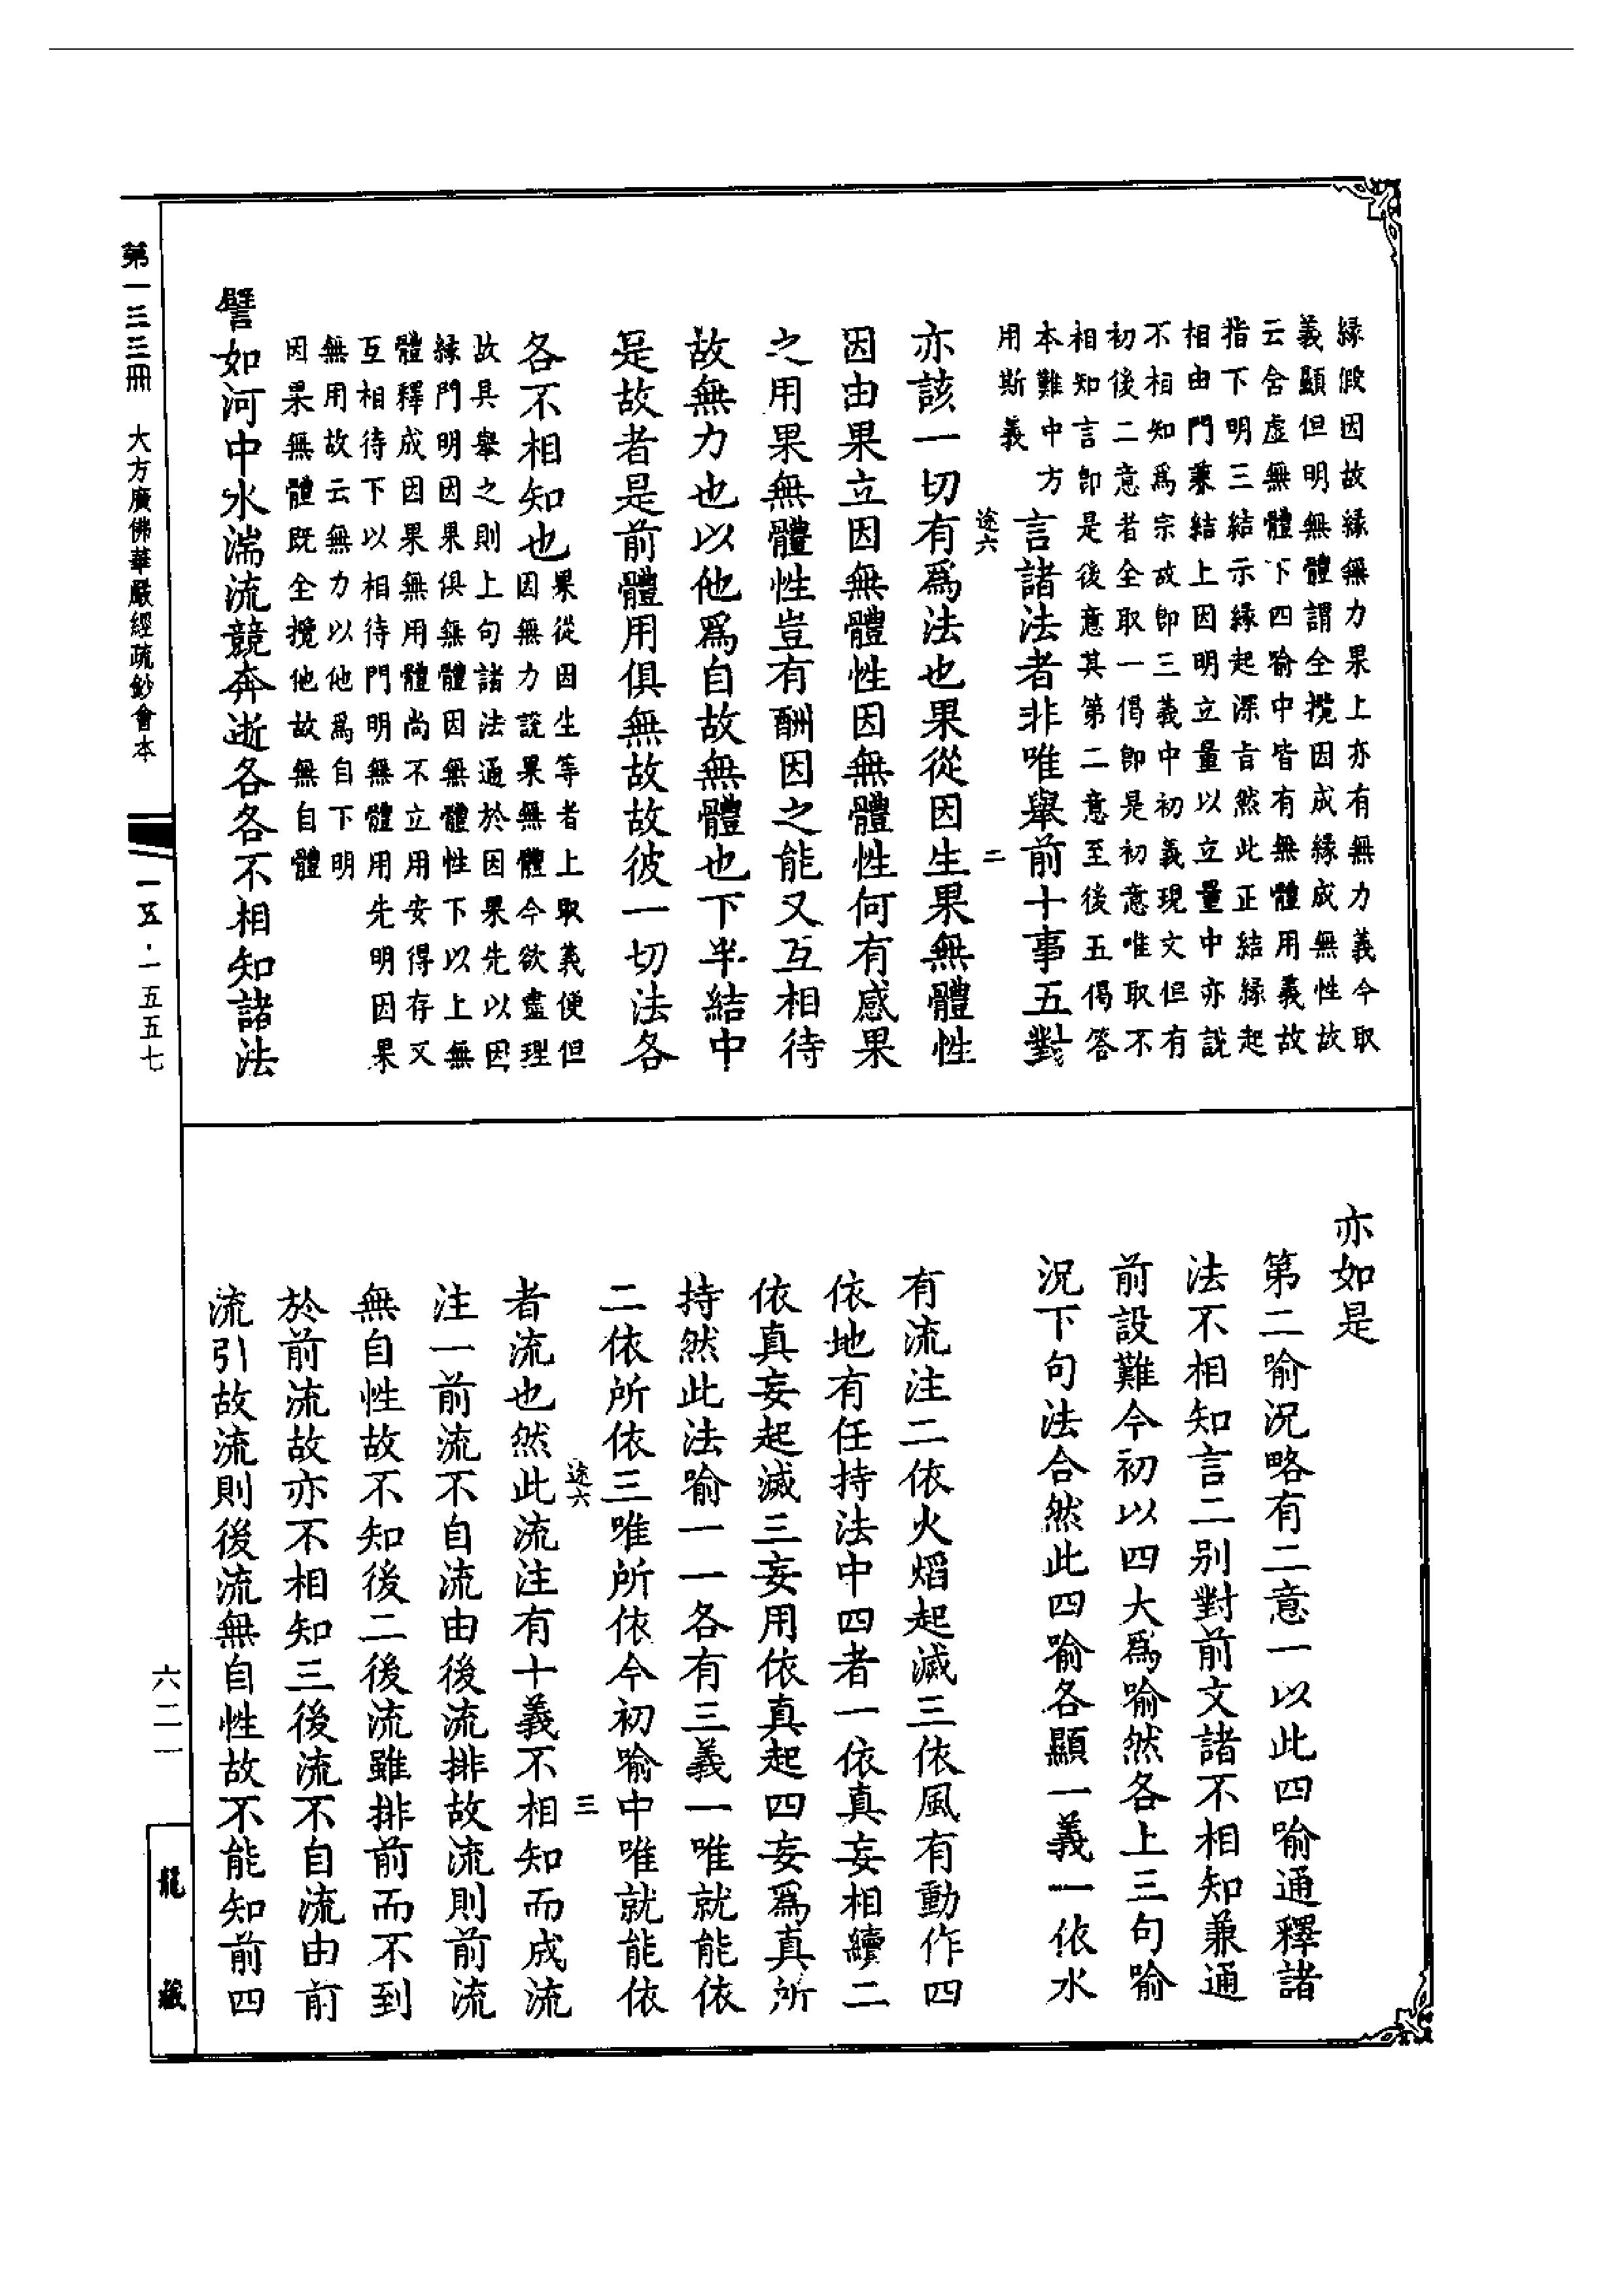 緣假因故緣無力果上亦有無力義今取
義顯但明無體謂全攬因成緣成無性故
云含虛無體下四喻中皆有無體用義故
指下明三結示緣起深旨然此正結緣起
相由門兼結上因明立量以立量中亦說
不相知爲宗故即三義中初義現文但有
初後二意者全取一偈即是初意唯取不
相知言即是後意其第二意至後五偈答
本難中方
用斯義
言諸法者非唯舉前十事五對
途六
二
亦該一切有爲法也果從因生果無體性
因由果立因無體性因無體性何有感果
之用果無體性豈有酬因之能又互相待
故無力也以他爲自故無體也下半結中
是故者是前體用俱無故故彼一切法各
各不相知也
果從因生等者上取義便但
因無力說果無體今欲盡理
故具舉之則上句諸法通於因果先以因
緣門明因果俱無體因無體性下以上無
體釋成因果無用體尚不立用安得存又
互相待下以相待門明無體用先明因果
無用故云無力以他爲自下明
因果無體既全攬他故無自體
譬如河中水湍流競奔逝各各不相知諸法
第一三三冊 大方廣佛華嚴經疏鈔會本
一五·一五五七
亦如是
第二喻況略有二意一以此四喻通釋諸
法不相知言二別對前文諸不相知兼通
前設難今初以四大爲喻然各上三句喻
況下句法合然此四喻各顯一義一依水
有流注二依火焰起滅三依風有動作四
依地有任持法中四者一依真妄相續二
依真妄起滅三妄用依真起四妄爲真所
持然此法喻一一各有三義一唯就能依
二依所依三唯所依今初喻中唯就能依
途六
三
者流也然此流注有十義不相知而成流
注一前流不自流由後流排故流則前流
無自性故不知後二後流雖排前而不到
於前流故亦不相知三後流不自流由前
流引故流則後流無自性故不能知前四
六二一
龍藏